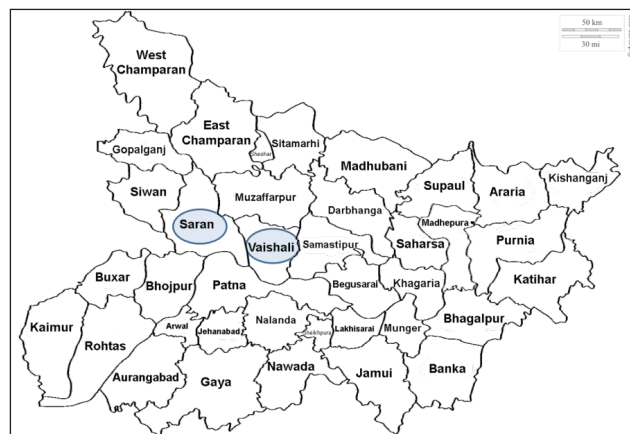 50 km
30 mi
West
Champaran
East
Champaran
Sitamarhi
Gopalganj
Madhubani
Kishanganj
Siwan
Muzaffarpur
Supaul
Araria
Darbhanga
Saran
Madhepura
Vaishali
Samastipur
Saharsa
Purnia
Buxar
Bhojpur
Patna
Begusarai
Khagaria
Katihar
Kaimur
Rohtas
Arwal
Jehanabad
Nalanda
Sheikhpura
Lakhisarai
Munger
Bhagalpur
Aurangabad
Gaya
Nawada
Jamui
Banka